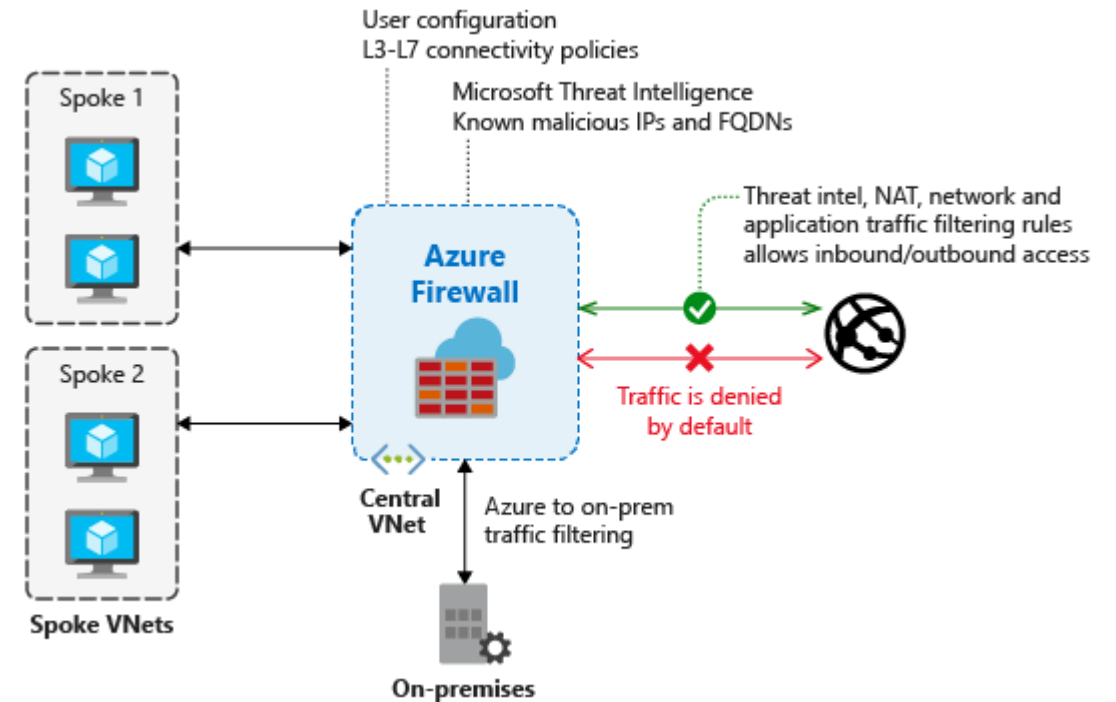 User configuration
L3-L7 connectivity policies
Microsoft Threat Intelligence
Known malicious IPs and FQDNs
Spoke 1
Threat intel, NAT, network and
application traffic filtering rules
allows inbound/outbound access
Azure
Firewall
Spoke 2
Traffic is denied
by default
Central
VNet
Azure to on-prem
traffic filtering
Spoke VNets
On-premises